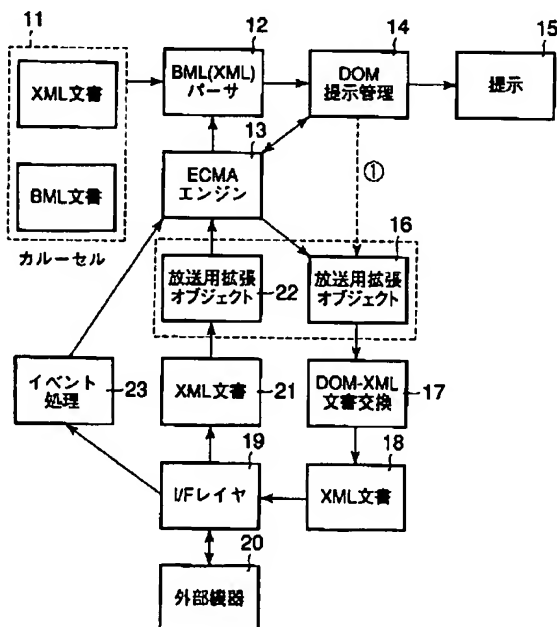 11
12
14
15
XML文書
BML文書
カルーセル
BML(XML)
パーサ
DOM
提示管理
提示
13
ECMA
エンジン
①
16
放送用拡張
オブジェクト
22
放送用拡張
オブジェクト
イベント
処理
23
XML文書
21
DOM-XML
文書交換
17
19
I/Fレイヤ
18
XML文書
20
外部機器